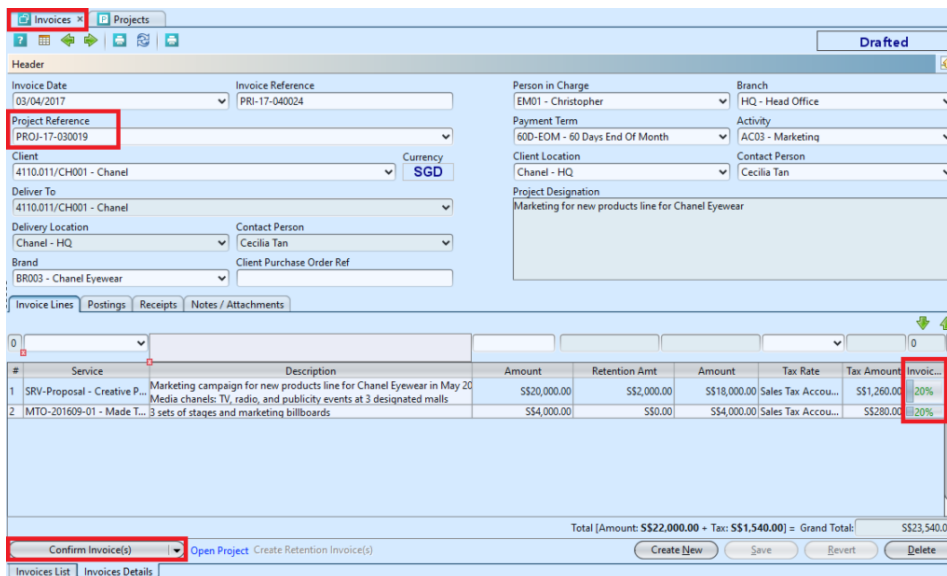 Invoices Projects
Drafted
Header
Invoice Date Invoice Reference Person in Charge Branch
03/04/2017 PRI-17-040024 EM01 - Christopher HQ - Head Office
Project Reference Payment Term Activity
PROJ-17-030019 60D-EOM - 60 Days End Of Month AC03 - Marketing
Client Currency Client Location Contact Person
4110.011/CH001 - Chanel SGD Chanel - HQ Cecilia Tan
Deliver To Project Designation
4110.011/CH001 - Chanel Marketing for new products line for Chanel Eyewear
Delivery Location Contact Person
Chanel - HQ Cecilia Tan
Brand Client Purchase Order Ref
BR003 - Chanel Eyewear
Invoice Lines Postings Receipts Notes / Attachments
0 0
# Service Description Amount Retention Amt Amount Tax Rate Tax Amount Invoic...
1 SRV-Proposal - Creative P... Marketing campaign for new products line for Chanel Eyewear in May 20 S$20,000.00 S$2,000.00 S$18,000.00 Sales Tax Accou... S$1,260.00 20%
Media chanels: TV, radio, and publicity events at 3 designated malls
2 MTO-201609-01 - Made T... 3 sets of stages and marketing billboards S$4,000.00 S$0.00 S$4,000.00 Sales Tax Accou... S$280.00 20%
Total [Amount: S$22,000.00 + Tax: S$1,540.00] = Grand Total: S$23,540.0
Confirm Invoice(s) Open Project Create Retention Invoice(s) Create New Save Revert Delete
Invoices List Invoices Details